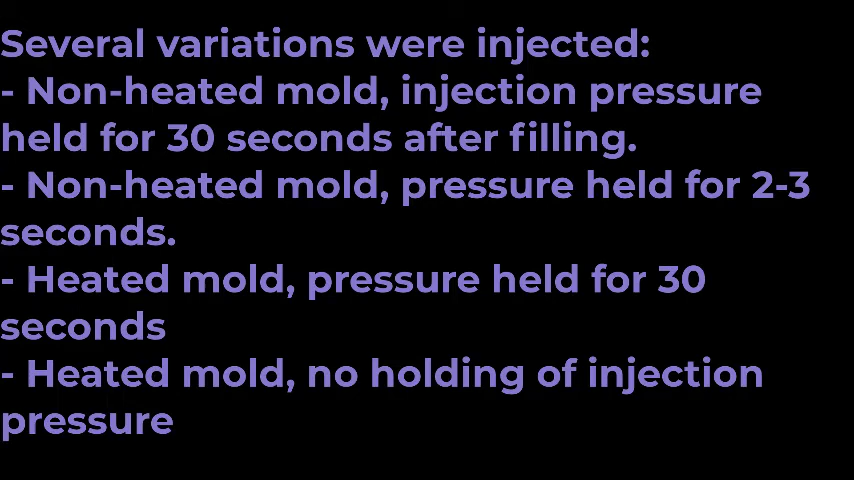 Several variations were injected:
- Non-heated mold, injection pressure
held for 30 seconds after filling.
- Non-heated mold, pressure held for 2-3
seconds.
- Heated mold, pressure held for 30
seconds
- Heated mold, no holding of injection
pressure